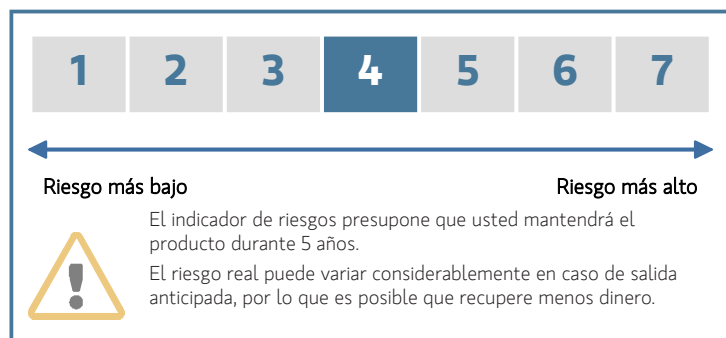 1 2 3 4 5 6 7
Riesgo más bajo Riesgo más alto
El indicador de riesgos presupone que usted mantendrá el
producto durante 5 años.
El riesgo real puede variar considerablemente en caso de salida
anticipada, por lo que es posible que recupere menos dinero.